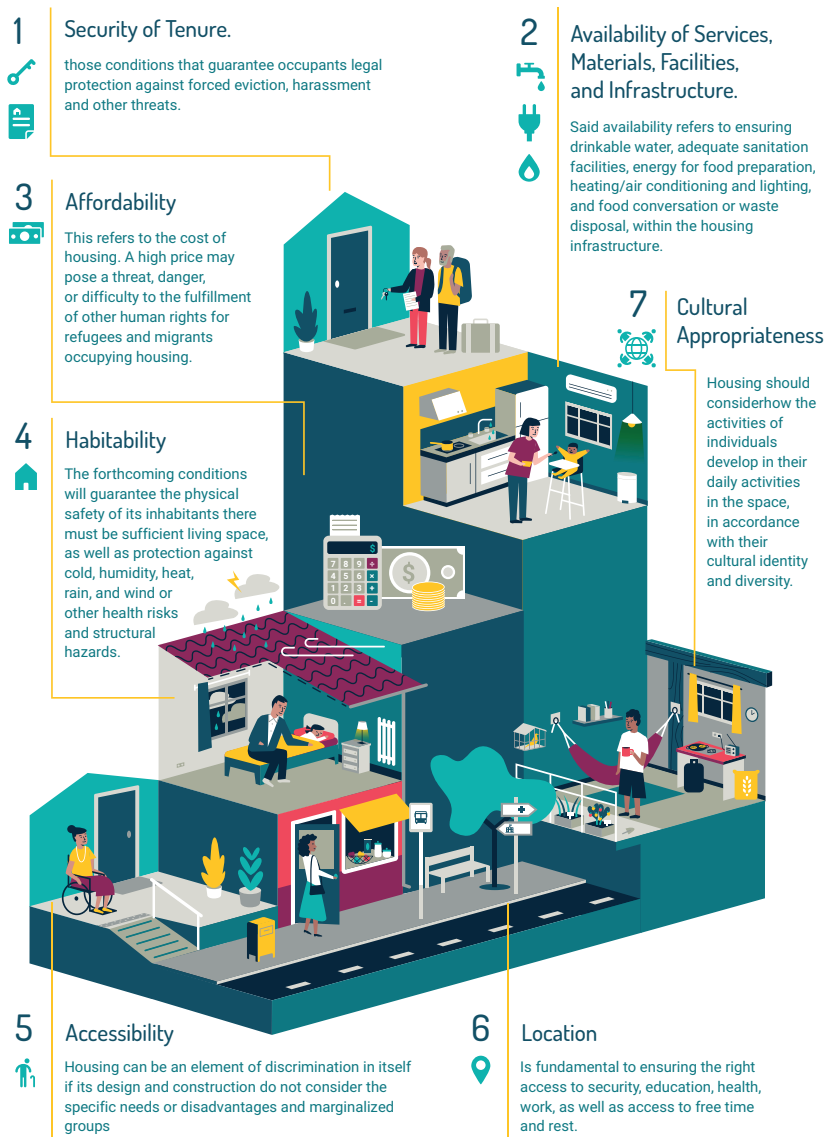 1
Security of Tenure.
those conditions that guarantee occupants legal
protection against forced eviction, harassment
and other threats.
2
Availability of Services,
Materials, Facilities,
and Infrastructure.
Said availability refers to ensuring
drinkable water, adequate sanitation
facilities, energy for food preparation,
heating/air conditioning and lighting,
and food conversation or waste
disposal, within the housing
infrastructure.
3
Affordability
This refers to the cost of
housing. A high price may
pose a threat, danger,
or difficulty to the fulfillment
of other human rights for
refugees and migrants
occupying housing.
7
Cultural
Appropriateness
Housing should
considerhow the
activities of
individuals
develop in their
daily activities
in the space,
in accordance
with their
cultural identity
and diversity.
4
Habitability
The forthcoming conditions
will guarantee the physical
safety of its inhabitants there
must be sufficient living space,
as well as protection against
cold, humidity, heat,
rain, and wind or
other health risks
and structural
hazards.
$
7 8 9 ÷
4 5 6 ×
1 2 3 +
0 . = -
$
5
Accessibility
Housing can be an element of discrimination in itself
if its design and construction do not consider the
specific needs or disadvantages and marginalized
groups
6
Location
Is fundamental to ensuring the right
access to security, education, health,
work, as well as access to free time
and rest.